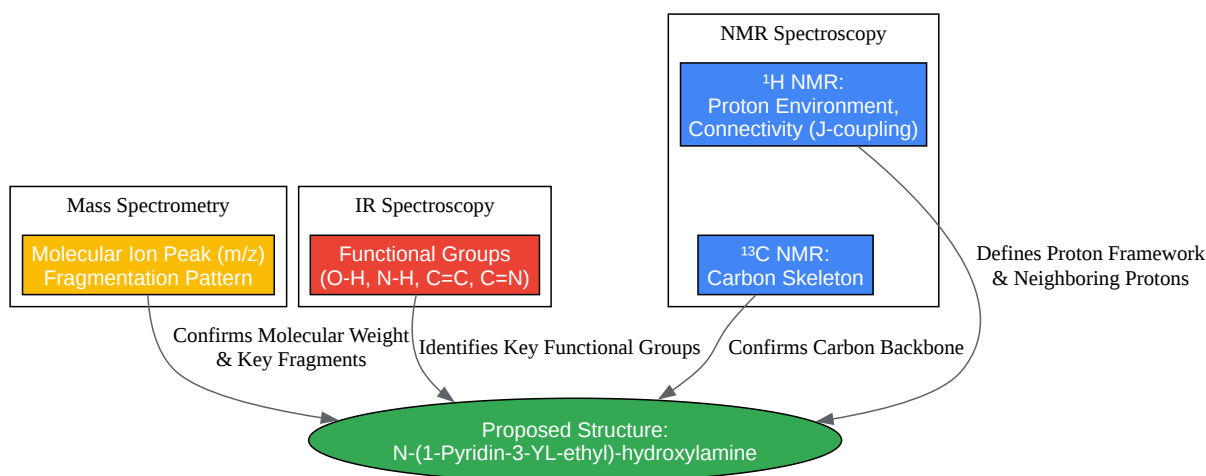 NMR Spectroscopy
¹H NMR:
Proton Environment,
Connectivity (J-coupling)
Mass Spectrometry
IR Spectroscopy
Molecular Ion Peak (m/z)
Fragmentation Pattern
Functional Groups
(O-H, N-H, C=C, C=N)
¹³C NMR:
Carbon Skeleton
Defines Proton Framework
& Neighboring Protons
Confirms Molecular Weight
& Key Fragments
Identifies Key Functional Groups
Confirms Carbon Backbone
Proposed Structure:
N-(1-Pyridin-3-YL-ethyl)-hydroxylamine